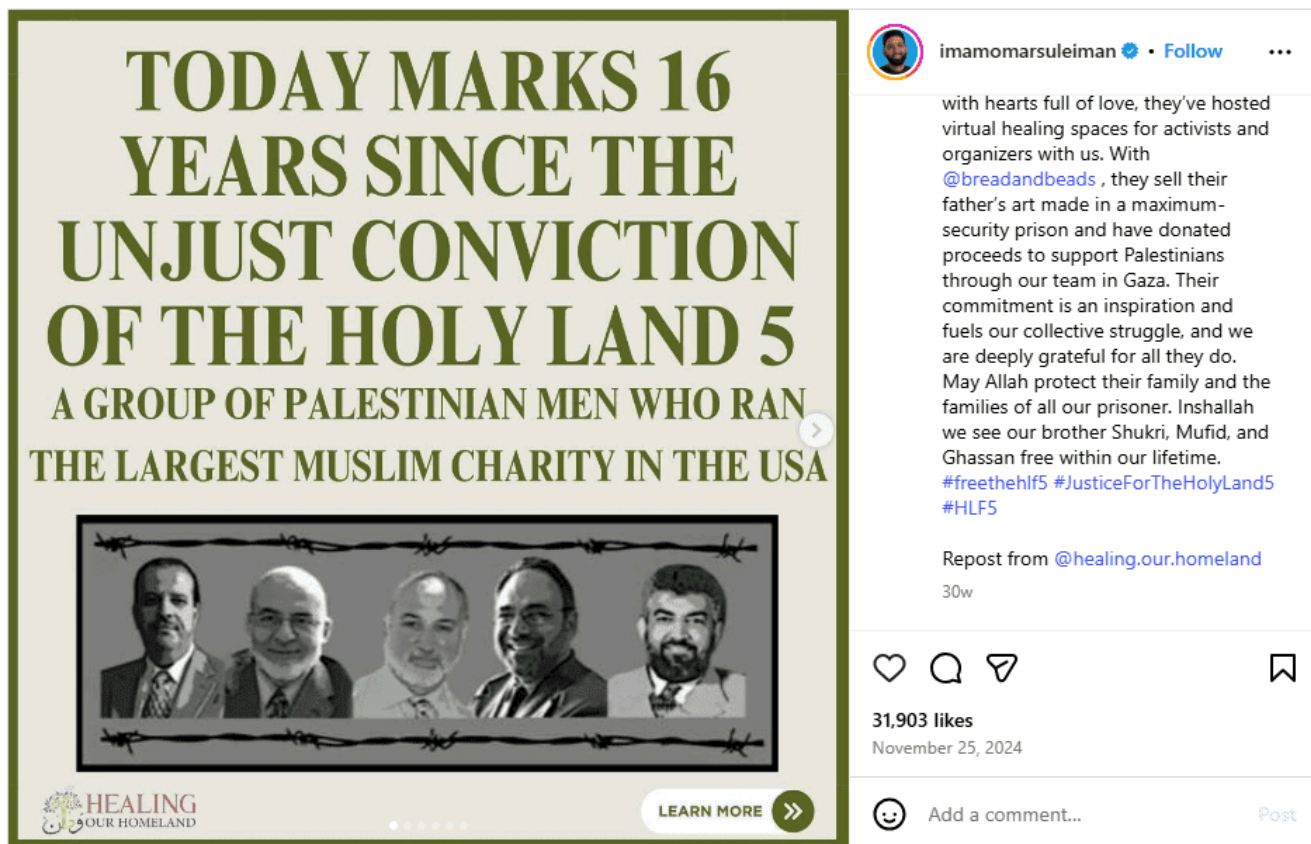 TODAY MARKS 16
YEARS SINCE THE
UNJUST CONVICTION
OF THE HOLY LAND 5
A GROUP OF PALESTINIAN MEN WHO RAN
THE LARGEST MUSLIM CHARITY IN THE USA
HEALING
OUR HOMELAND
LEARN MORE
imamomarsuleiman • Follow
with hearts full of love, they've hosted
virtual healing spaces for activists and
organizers with us. With
@breadandbeads , they sell their
father's art made in a maximum-
security prison and have donated
proceeds to support Palestinians
through our team in Gaza. Their
commitment is an inspiration and
fuels our collective struggle, and we
are deeply grateful for all they do.
May Allah protect their family and the
families of all our prisoner. Inshallah
we see our brother Shukri, Mufid, and
Ghassan free within our lifetime.
#freethehlf5 #JusticeForTheHolyLand5
#HLF5
Repost from @healing.our.homeland
30w
31,903 likes
November 25, 2024
Add a comment...
Post